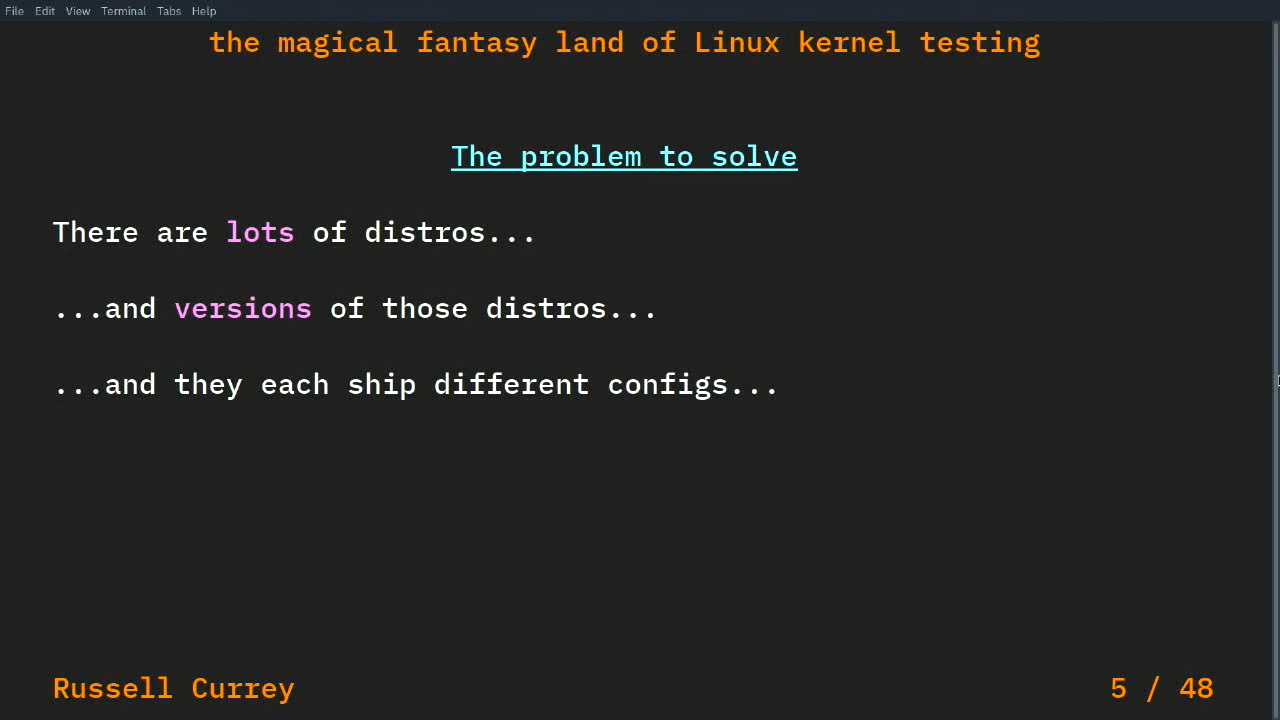 File Edit View Terminal Tabs Help
the magical fantasy land of Linux kernel testing
The problem to solve
There are lots of distros...
...and versions of those distros...
...and they each ship different configs...
Russell Currey 5 / 48